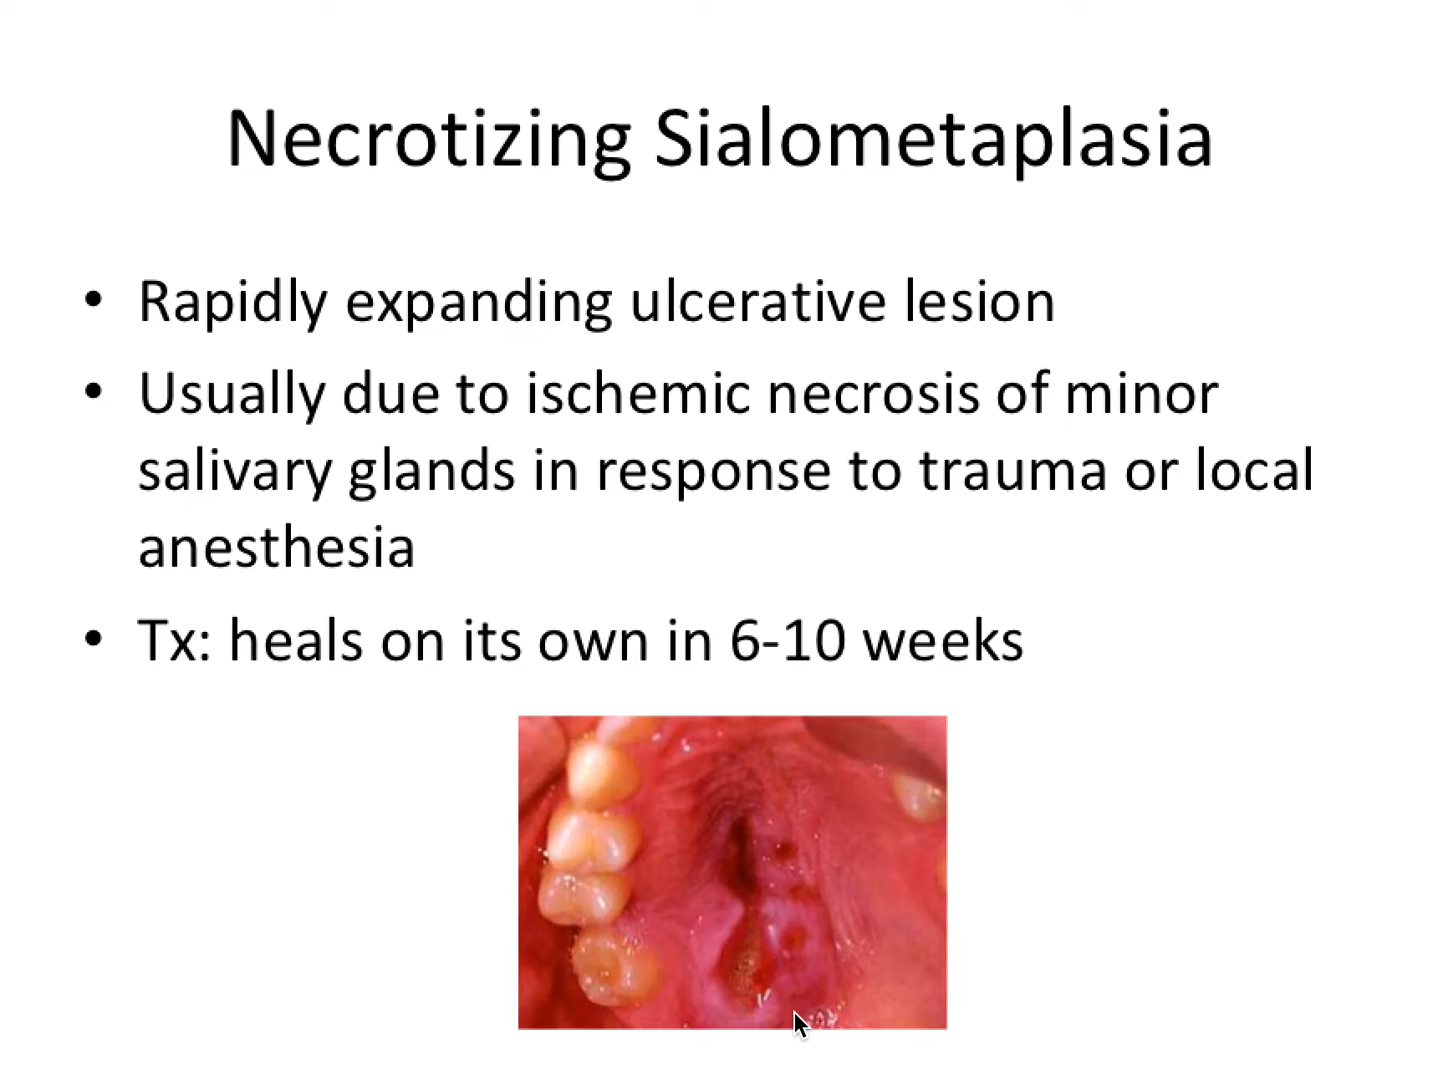 Necrotizing Sialometaplasia
• Rapidly expanding ulcerative lesion
• Usually due to ischemic necrosis of minor
salivary glands in response to trauma or local
anesthesia
• Tx: heals on its own in 6-10 weeks